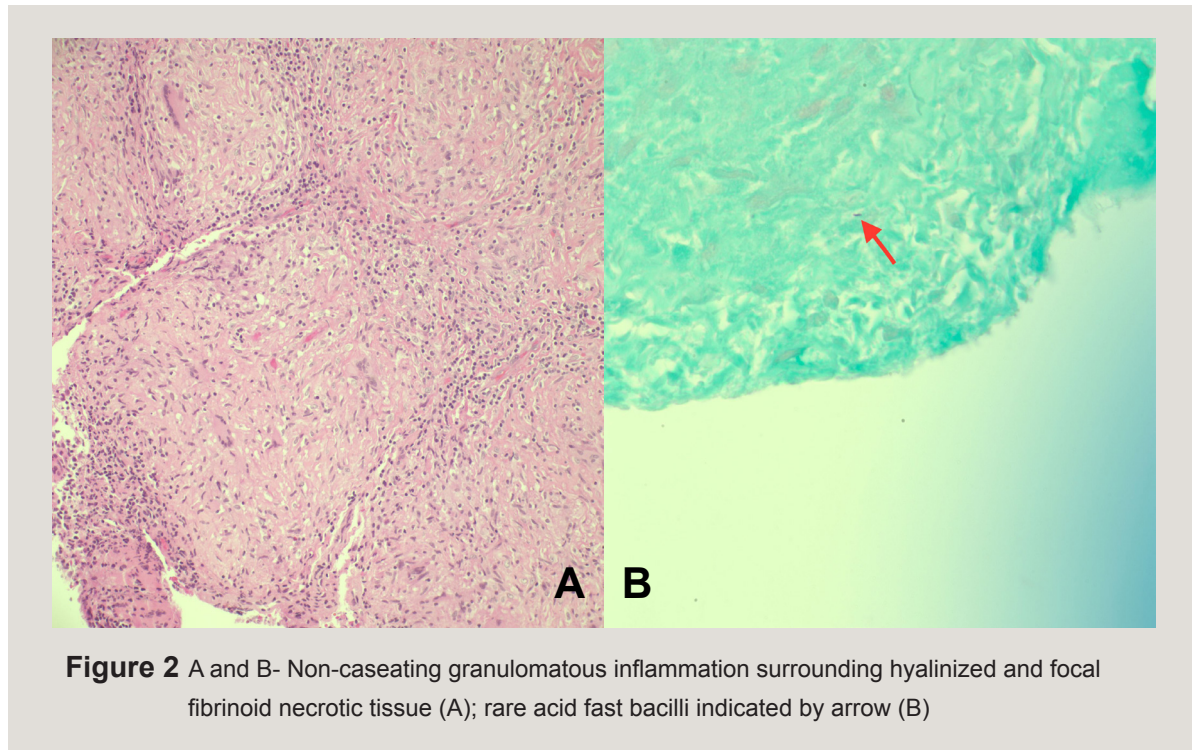 A B
Figure 2 A and B- Non-caseating granulomatous inflammation surrounding hyalinized and focal
fibrinoid necrotic tissue (A); rare acid fast bacilli indicated by arrow (B)